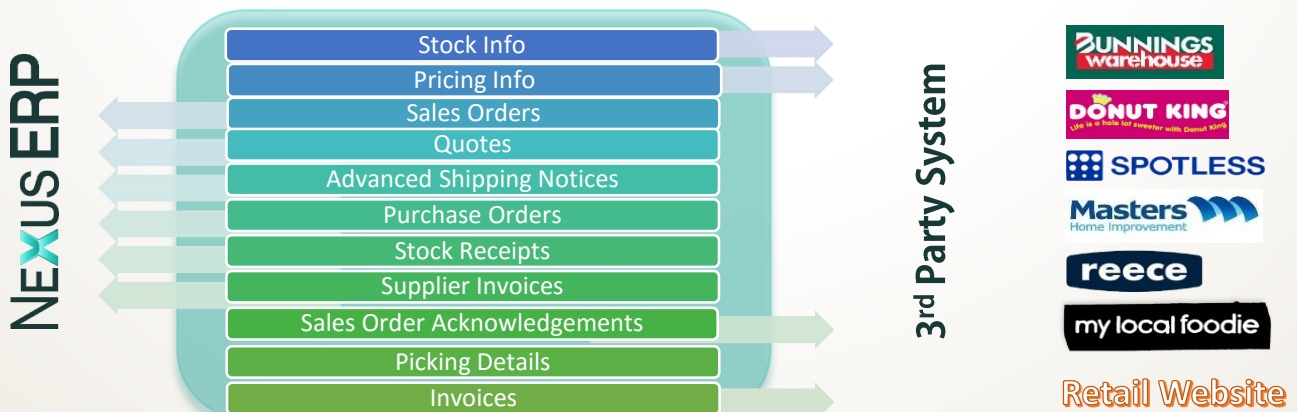 NEXUS ERP
Stock Info
Pricing Info
Sales Orders
Quotes
Advanced Shipping Notices
Purchase Orders
Stock Receipts
Supplier Invoices
Sales Order Acknowledgements
Picking Details
Invoices
3rd Party System
BUNNINGS
warehouse
DONUT KING
Life is a hole lot sweeter with Donut King
SPOTLESS
Masters
Home Improvement
reece
my local foodie
Retail Website